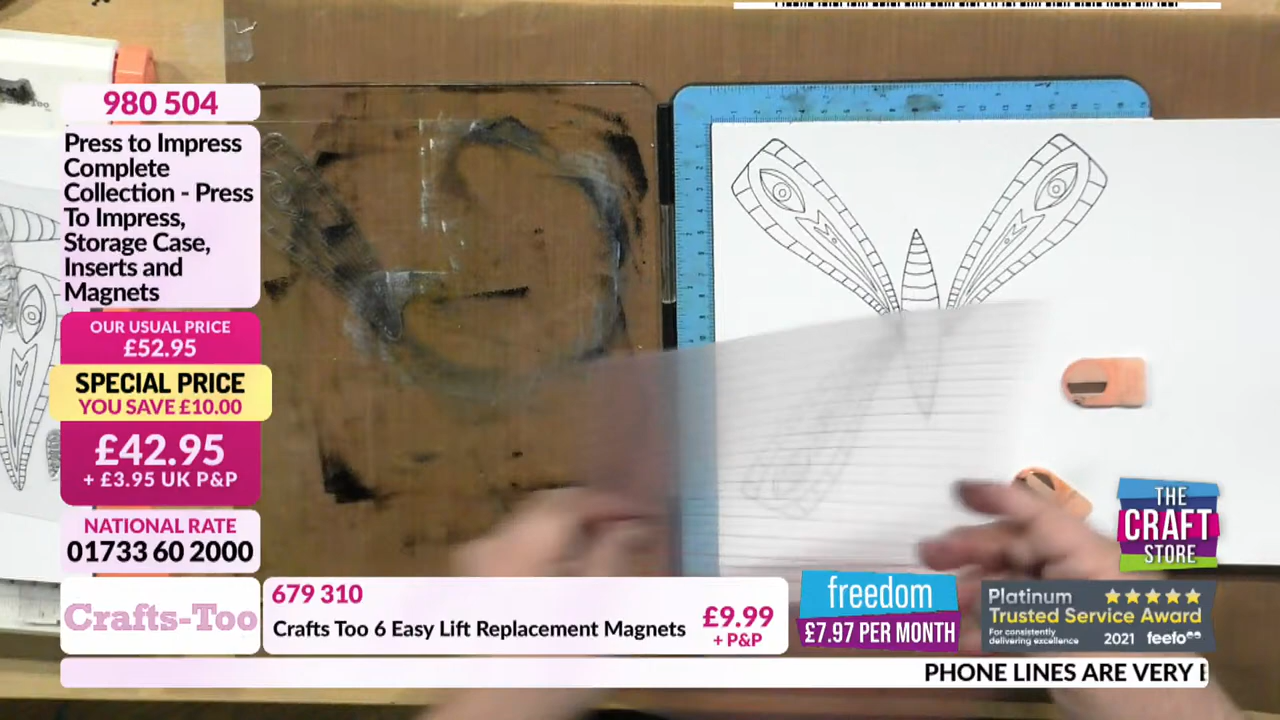 980 504
Press to Impress
Complete
Collection - Press
To Impress,
Storage Case,
Inserts and
Magnets
OUR USUAL PRICE
£52.95
SPECIAL PRICE
YOU SAVE £10.00
£42.95
+ £3.95 UK P&P
NATIONAL RATE
01733 60 2000
THE
CRAFT
STORE
Crafts-Too
679 310
Crafts Too 6 Easy Lift Replacement Magnets
£9.99
+ P&P
freedom
£7.97 PER MONTH
Platinum
Trusted Service Award
For consistently
delivering excellence
2021 feefo
PHONE LINES ARE VERY